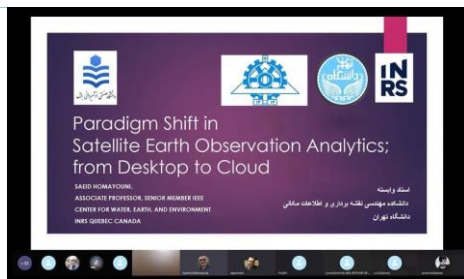 INRS
Paradigm Shift in
Satellite Earth Observation Analytics;
from Desktop to Cloud
SAEID HOMAYOUNI,
ASSOCIATE PROFESSOR, SENIOR MEMBER IEEE
CENTER FOR WATER, EARTH, AND ENVIRONMENT
INRS QUEBEC CANADA
استاد وابسته
دانشکده مهندسی نقشه برداری و اطلاعات مکانی
دانشگاه تهران